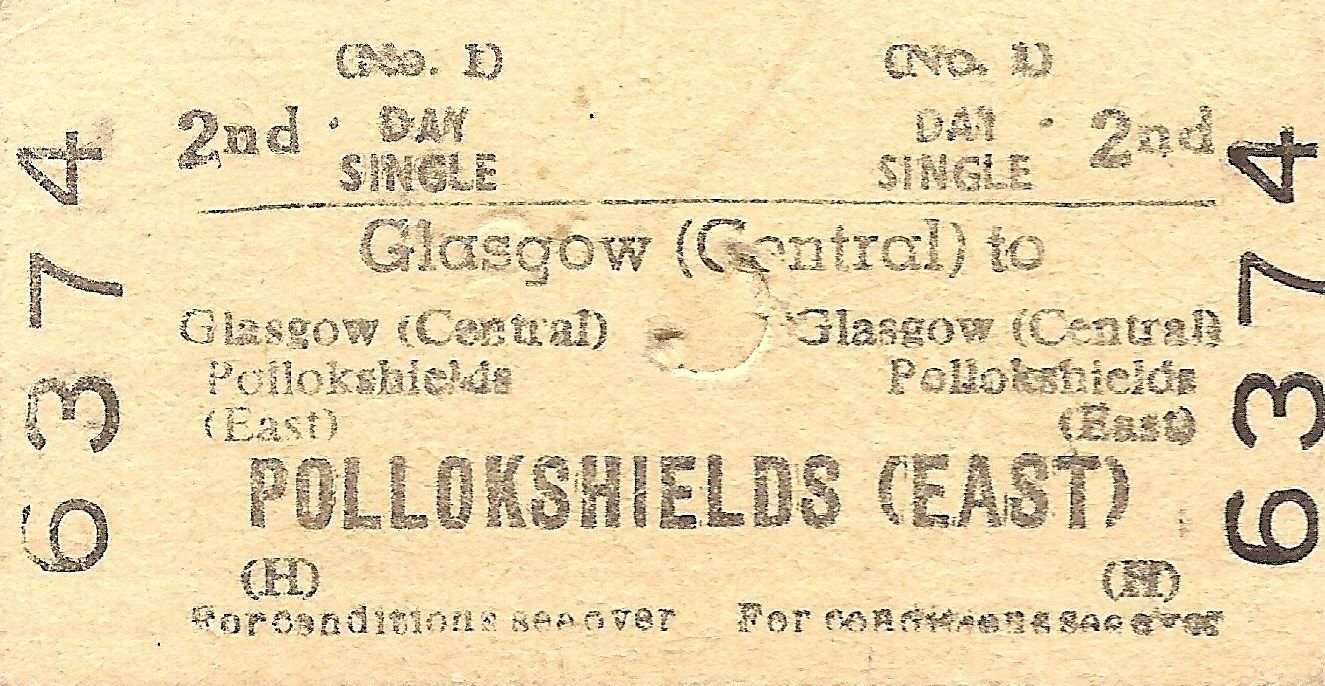 (No. 1) (No. 1)
2nd · DAY DAY · 2nd
SINGLE SINGLE
Glasgow (Central) to
Glasgow (Central) Glasgow (Central)
Pollokshields Pollokshields
(East) (East)
POLLOKSHIELDS (EAST)
(H) (H)
For conditions see over For conditions see over
6374
6374